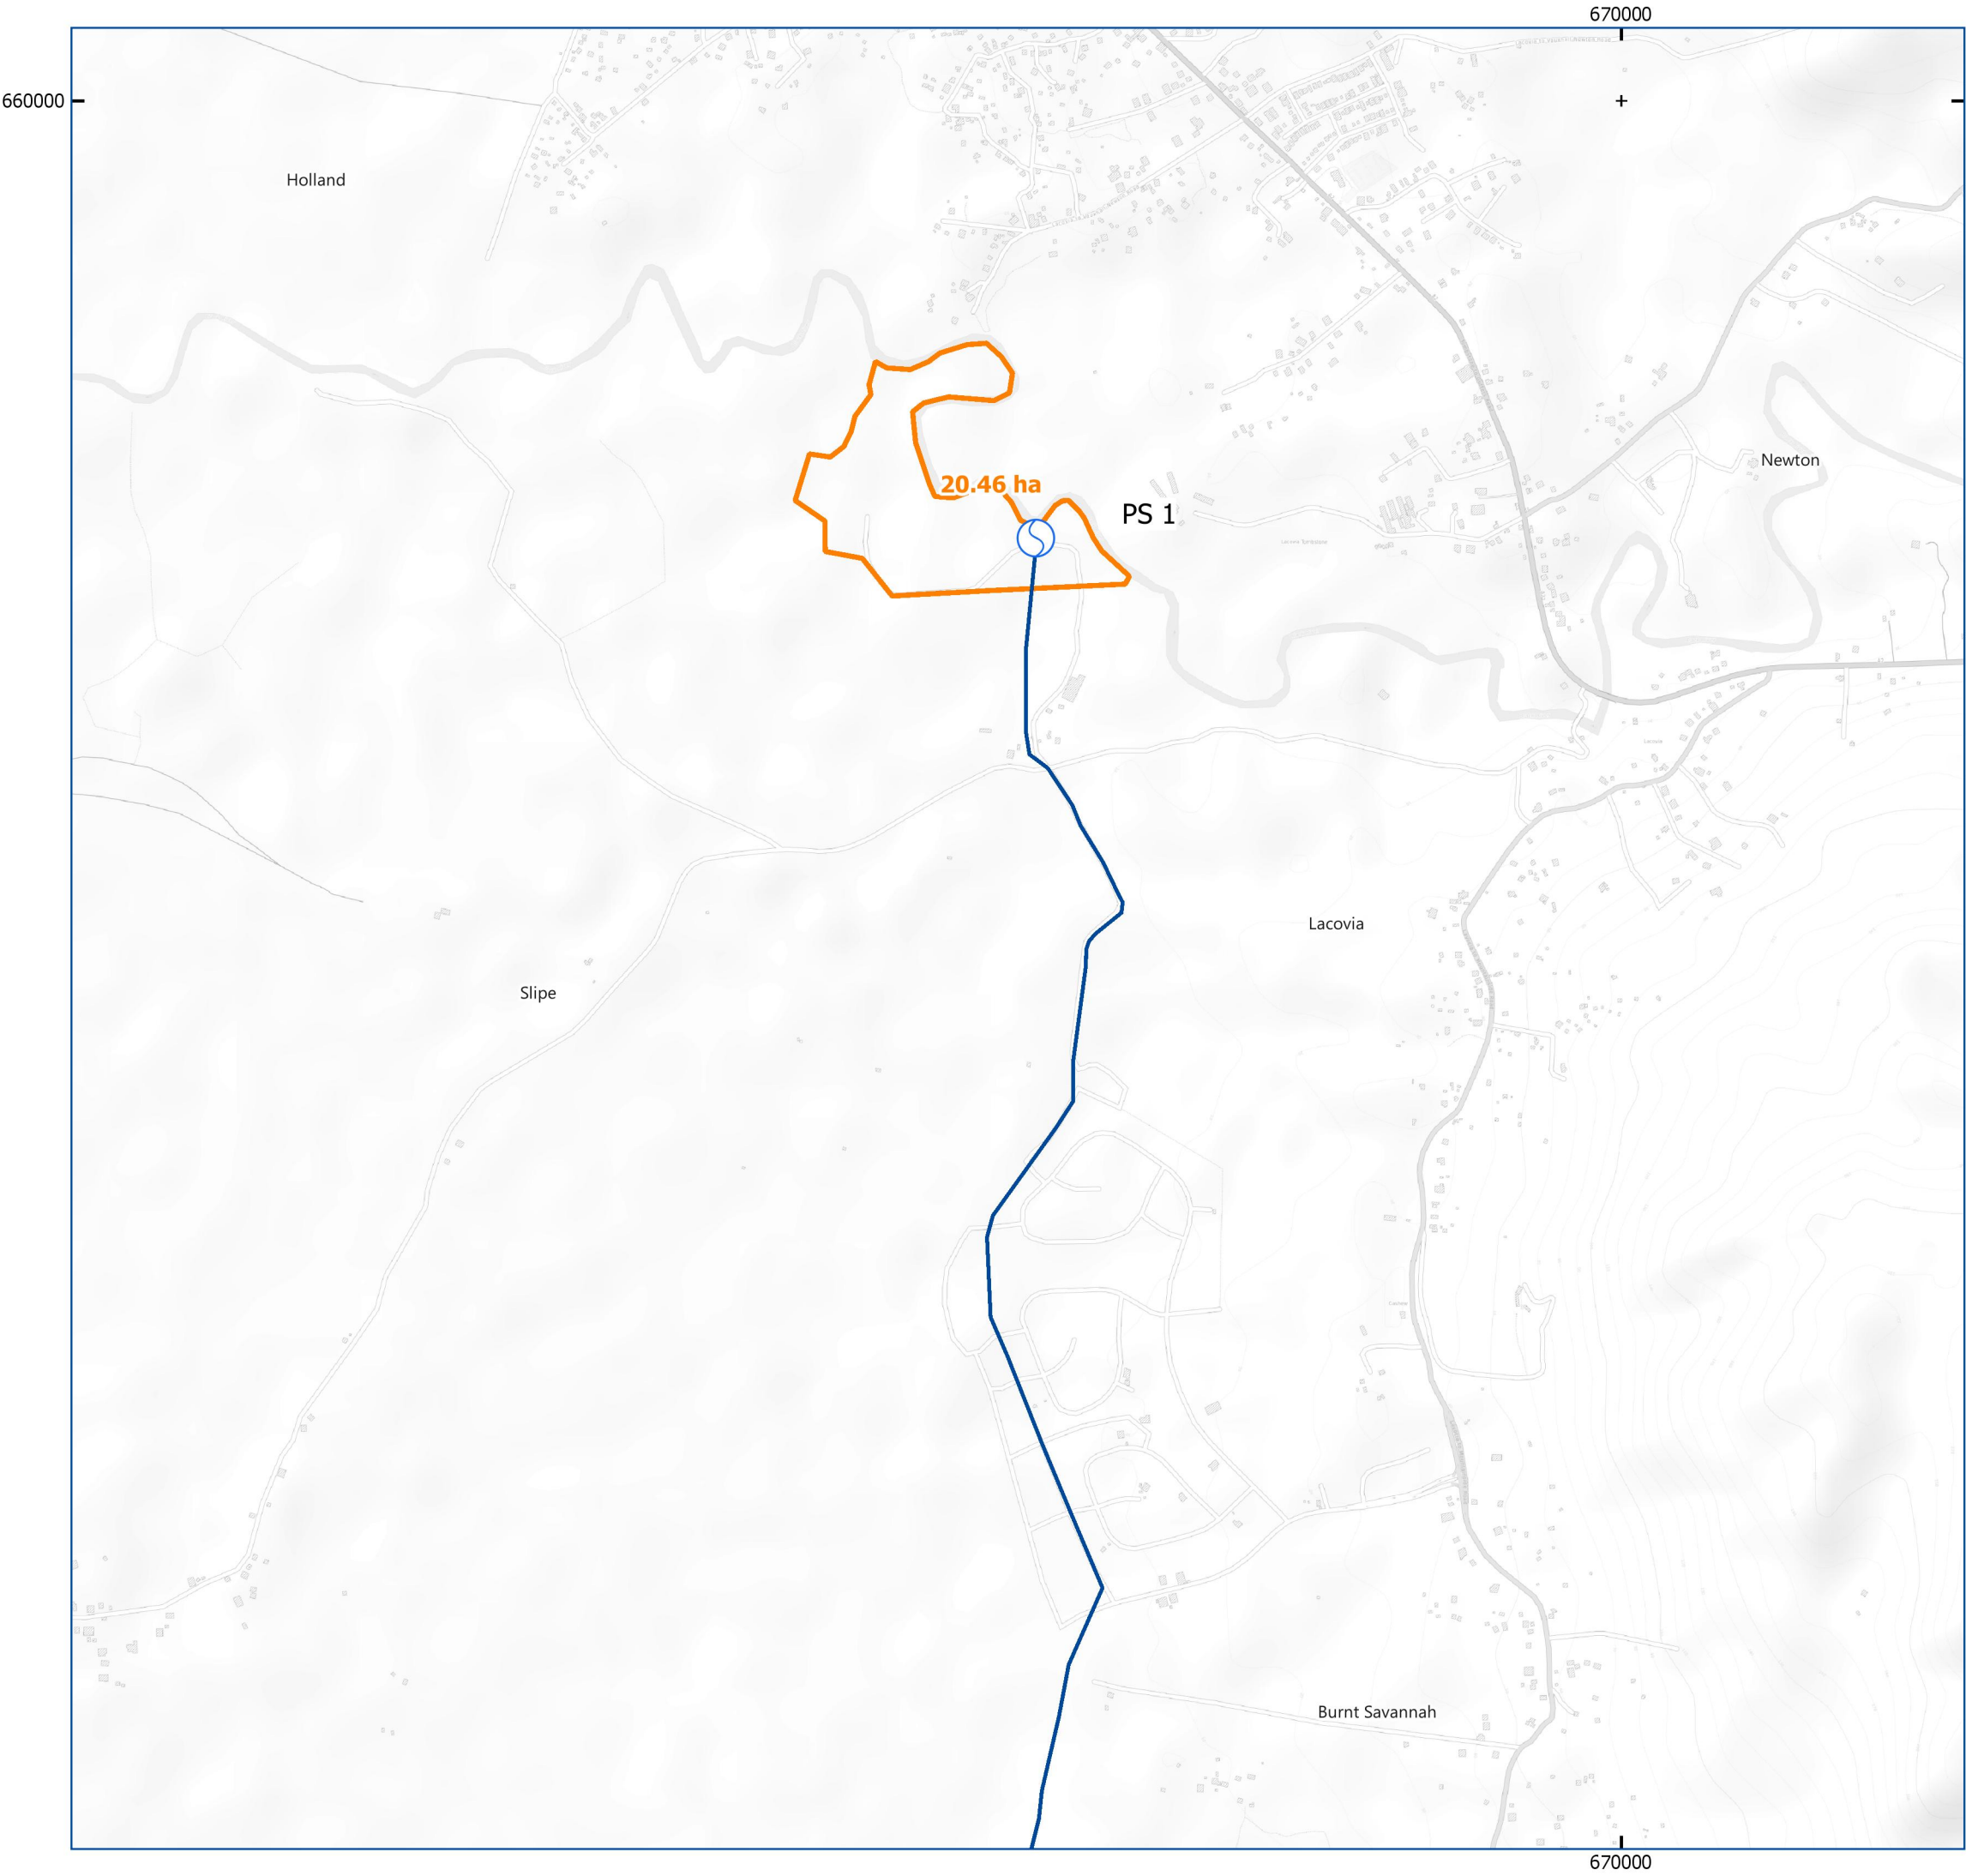 670000
660000
Holland
Newton
20.46 ha
PS 1
Lacovia
Slipe
Burnt Savannah
670000